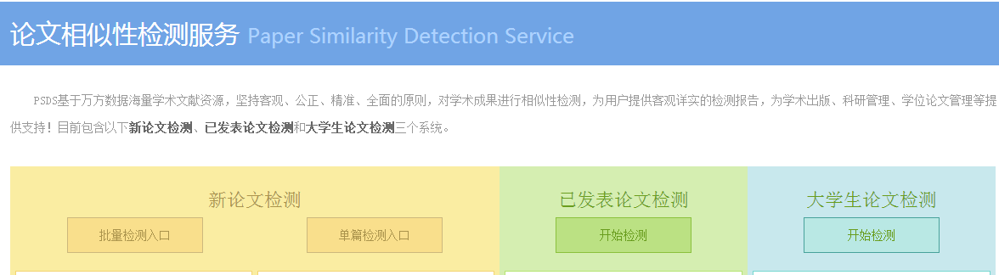 论文相似性检测服务 Paper Similarity Detection Service
PSDS基于万方数据海量学术文献资源，坚持客观、公正、精准、全面的原则，对学术成果进行相似性检测，为用户提供客观详实的检测报告，为学术出版、科研管理、学位论文管理等提
供支持！目前包含以下新论文检测、已发表论文检测和大学生论文检测三个系统。
新论文检测 已发表论文检测 大学生论文检测
批量检测入口 单篇检测入口 开始检测 开始检测